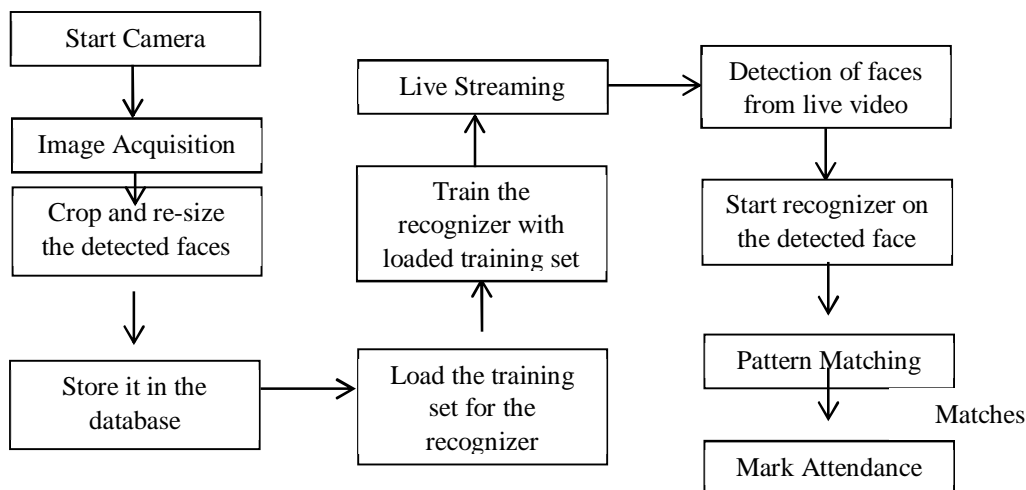 Start Camera
Image Acquisition
Crop and re-size
the detected faces
Store it in the
database
Load the training
set for the
recognizer
Train the
recognizer with
loaded training set
Live Streaming
Detection of faces
from live video
Start recognizer on
the detected face
Pattern Matching
Matches
Mark Attendance